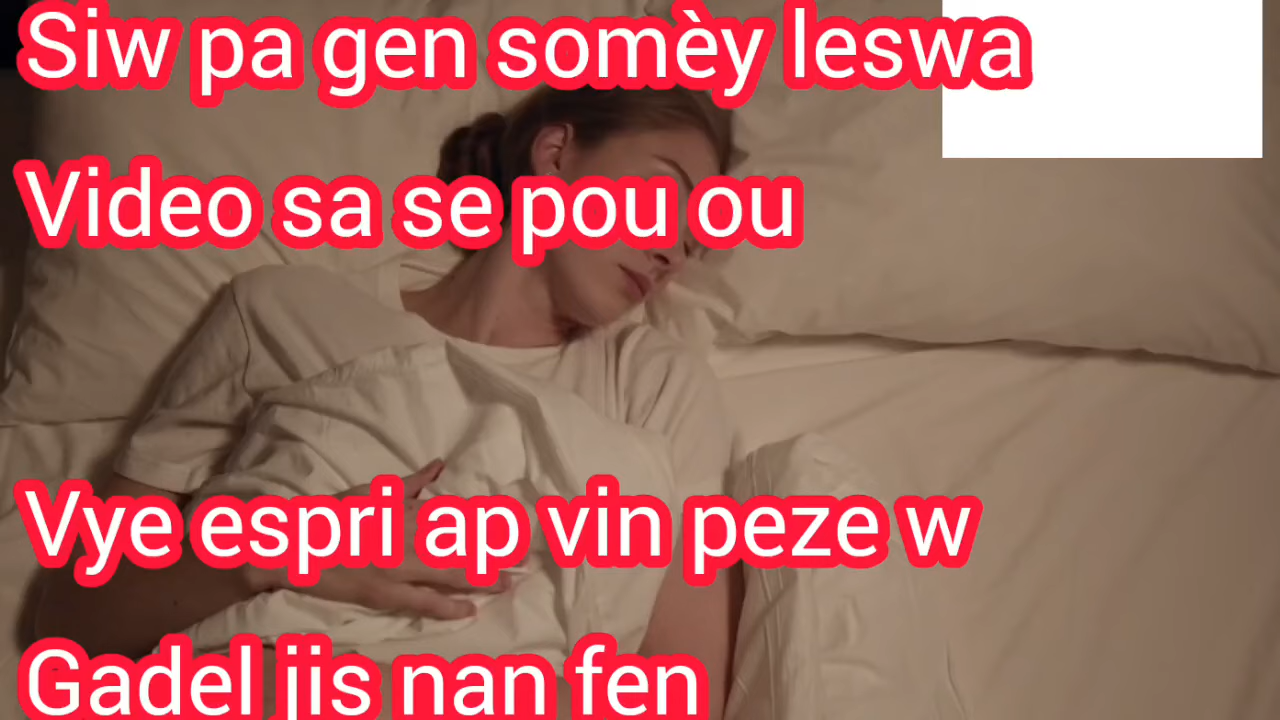 Siw pa gen somèy leswa
Video sa se pou ou
Vye espri ap vin peze w
Gadel jis nan fen